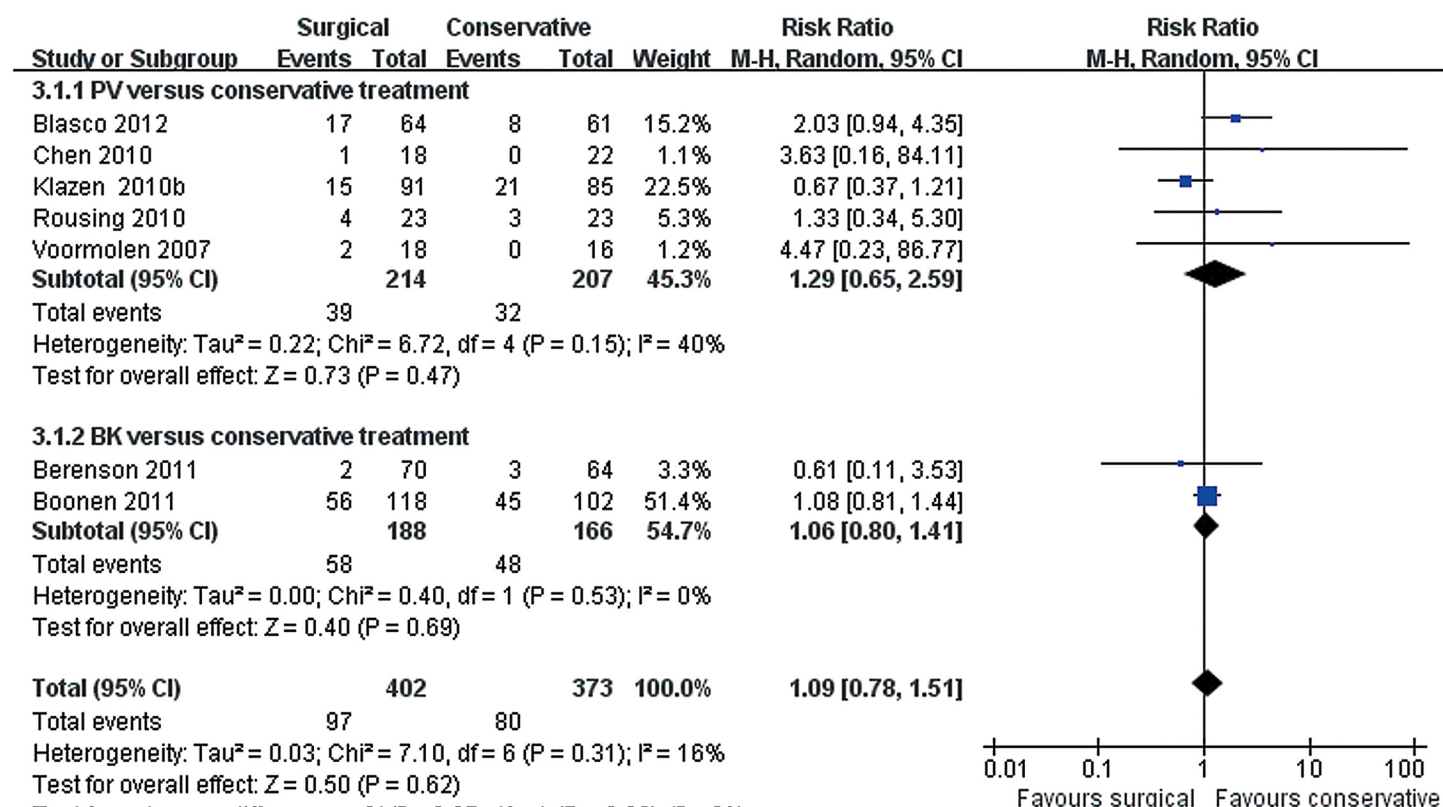 Surgical Conservative Risk Ratio Risk Ratio
Study or Subgroup Events Total Events Total Weight M-H, Random, 95% CI M-H, Random, 95% CI
3.1.1 PV versus conservative treatment
Blasco 2012 17 64 8 61 15.2% 2.03 [0.94, 4.35]
Chen 2010 1 18 0 22 1.1% 3.63 [0.16, 84.11]
Klazen 2010b 15 91 21 85 22.5% 0.67 [0.37, 1.21]
Rousing 2010 4 23 3 23 5.3% 1.33 [0.34, 5.30]
Voormolen 2007 2 18 0 16 1.2% 4.47 [0.23, 86.77]
Subtotal (95% CI) 214 207 45.3% 1.29 [0.65, 2.59]
Total events 39 32
Heterogeneity: Tau² = 0.22; Chi² = 6.72, df = 4 (P = 0.15); I² = 40%
Test for overall effect: Z = 0.73 (P = 0.47)
3.1.2 BK versus conservative treatment
Berenson 2011 2 70 3 64 3.3% 0.61 [0.11, 3.53]
Boonen 2011 56 118 45 102 51.4% 1.08 [0.81, 1.44]
Subtotal (95% CI) 188 166 54.7% 1.06 [0.80, 1.41]
Total events 58 48
Heterogeneity: Tau² = 0.00; Chi² = 0.40, df = 1 (P = 0.53); I² = 0%
Test for overall effect: Z = 0.40 (P = 0.69)
Total (95% CI) 402 373 100.0% 1.09 [0.78, 1.51]
Total events 97 80
Heterogeneity: Tau² = 0.03; Chi² = 7.10, df = 6 (P = 0.31); I² = 16%
Test for overall effect: Z = 0.50 (P = 0.62)
0.01 0.1 1 10 100
Favours surgical Favours conservative